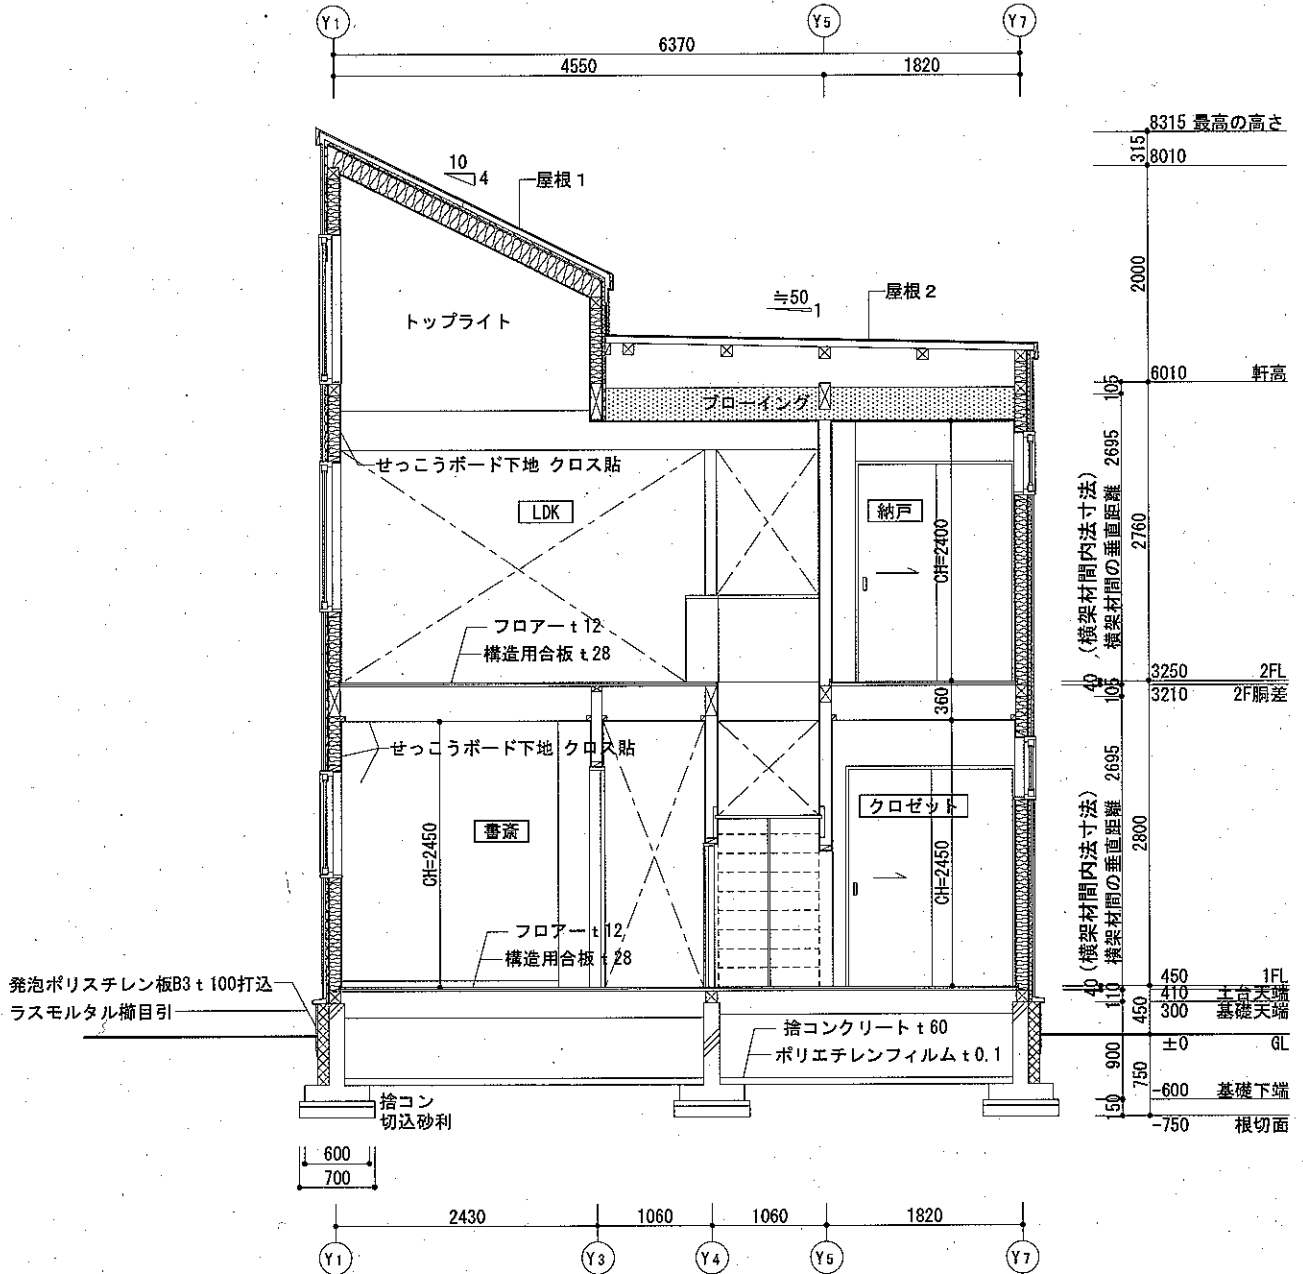 Y1
Y5
Y7
6370
4550
1820
8315 最高の高さ
315
8010
10
4
屋根1
2000
≒50
1
屋根2
トップライト
6010 軒高
105
ブローイング
せっこうボード下地 クロス貼
LDK
納戸
CH=2400
(横架材間内法寸法)
横架材間の垂直距離 2695
2760
フロアー t 12
構造用合板 t 28
3250 2FL
40
105
3210 2F胴差
360
せっこうボード下地 クロス貼
書斎
クロゼット
CH=2450
CH=2450
(横架材間内法寸法)
横架材間の垂直距離 2695
2800
フロアー t 12
構造用合板 t 28
発泡ポリスチレン板B3 t 100打込
ラスモルタル櫛目引
450 1FL
40
410 土台天端
110
300 基礎天端
450
捨コンクリート t 60
ポリエチレンフィルム t 0.1
±0 GL
900
750
-600 基礎下端
150
-750 根切面
捨コン
切込砂利
600
700
2430
1060
1060
1820
Y1
Y3
Y4
Y5
Y7